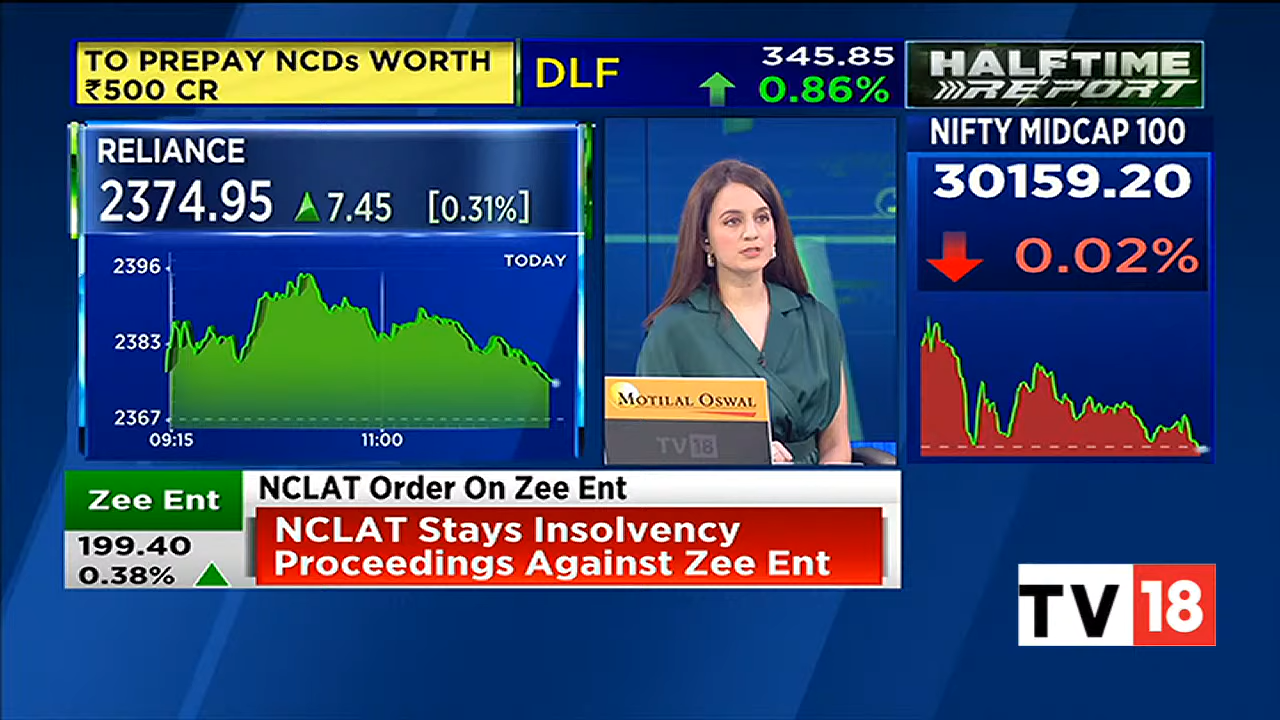 TO PREPAY NCDs WORTH
₹500 CR
DLF
345.85
0.86%
HALFTIME
REPORT
RELIANCE
2374.95 7.45 [0.31%]
TODAY
2396
2383
2367
09:15 11:00
MOTILAL OSWAL
TV18
NIFTY MIDCAP 100
30159.20
0.02%
Zee Ent
199.40
0.38%
NCLAT Order On Zee Ent
NCLAT Stays Insolvency
Proceedings Against Zee Ent
TV18